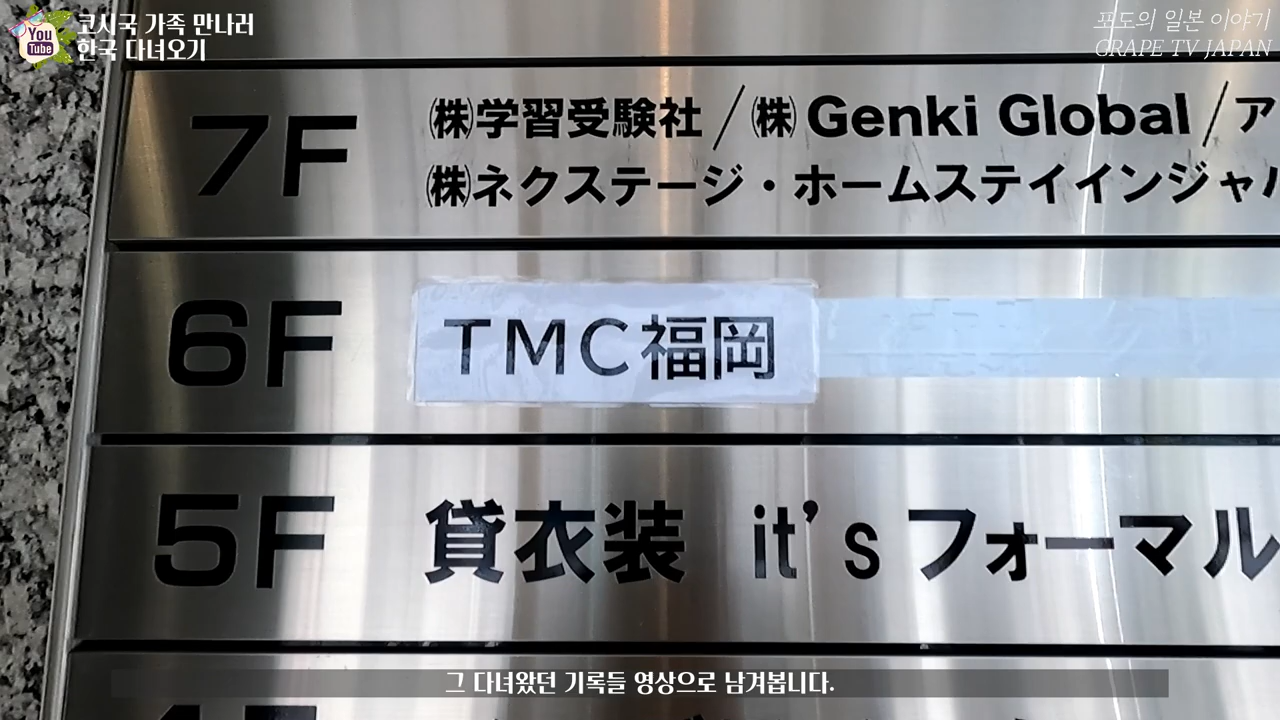 You
Tube
코시국 가족 만나러
한국 다녀오기
포도의 일본 이야기
GRAPE TV JAPAN
7F
㈱学習受験社/㈱Genki Global/ア
㈱ネクステージ・ホームステイインジャパ
6F
TMC福岡
5F
貸衣装 it's フォーマル
그 다녀왔던 기록들 영상으로 남겨봅니다.